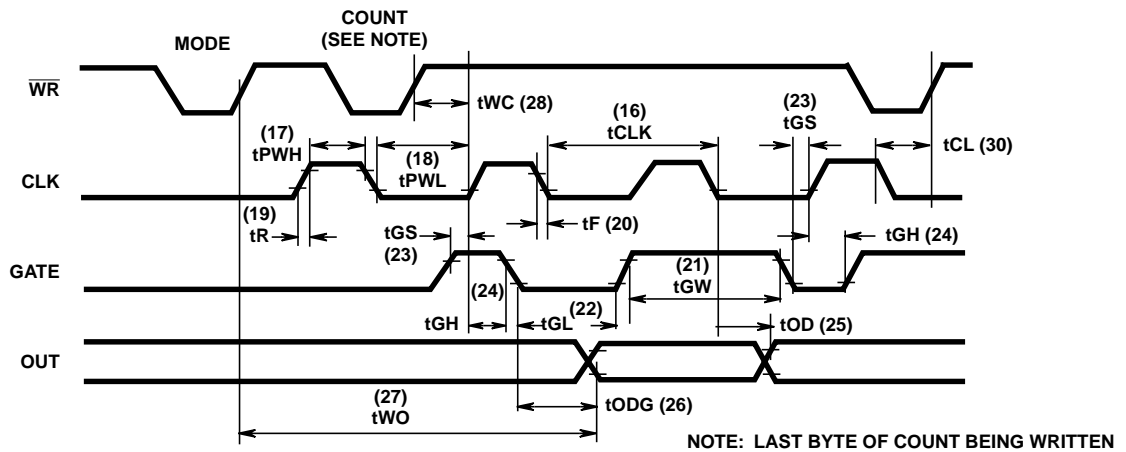 COUNT
(SEE NOTE)
MODE
WR
tWC (28)
(23)
tGS
(16)
tCLK
(17)
tPWH
(18)
tPWL
tCL (30)
CLK
(19)
tR
tGS
(23)
tF (20)
tGH (24)
GATE
(24)
tGH
(22)
tGL
(21)
tGW
tOD (25)
OUT
(27)
tWO
tODG (26)
NOTE: LAST BYTE OF COUNT BEING WRITTEN